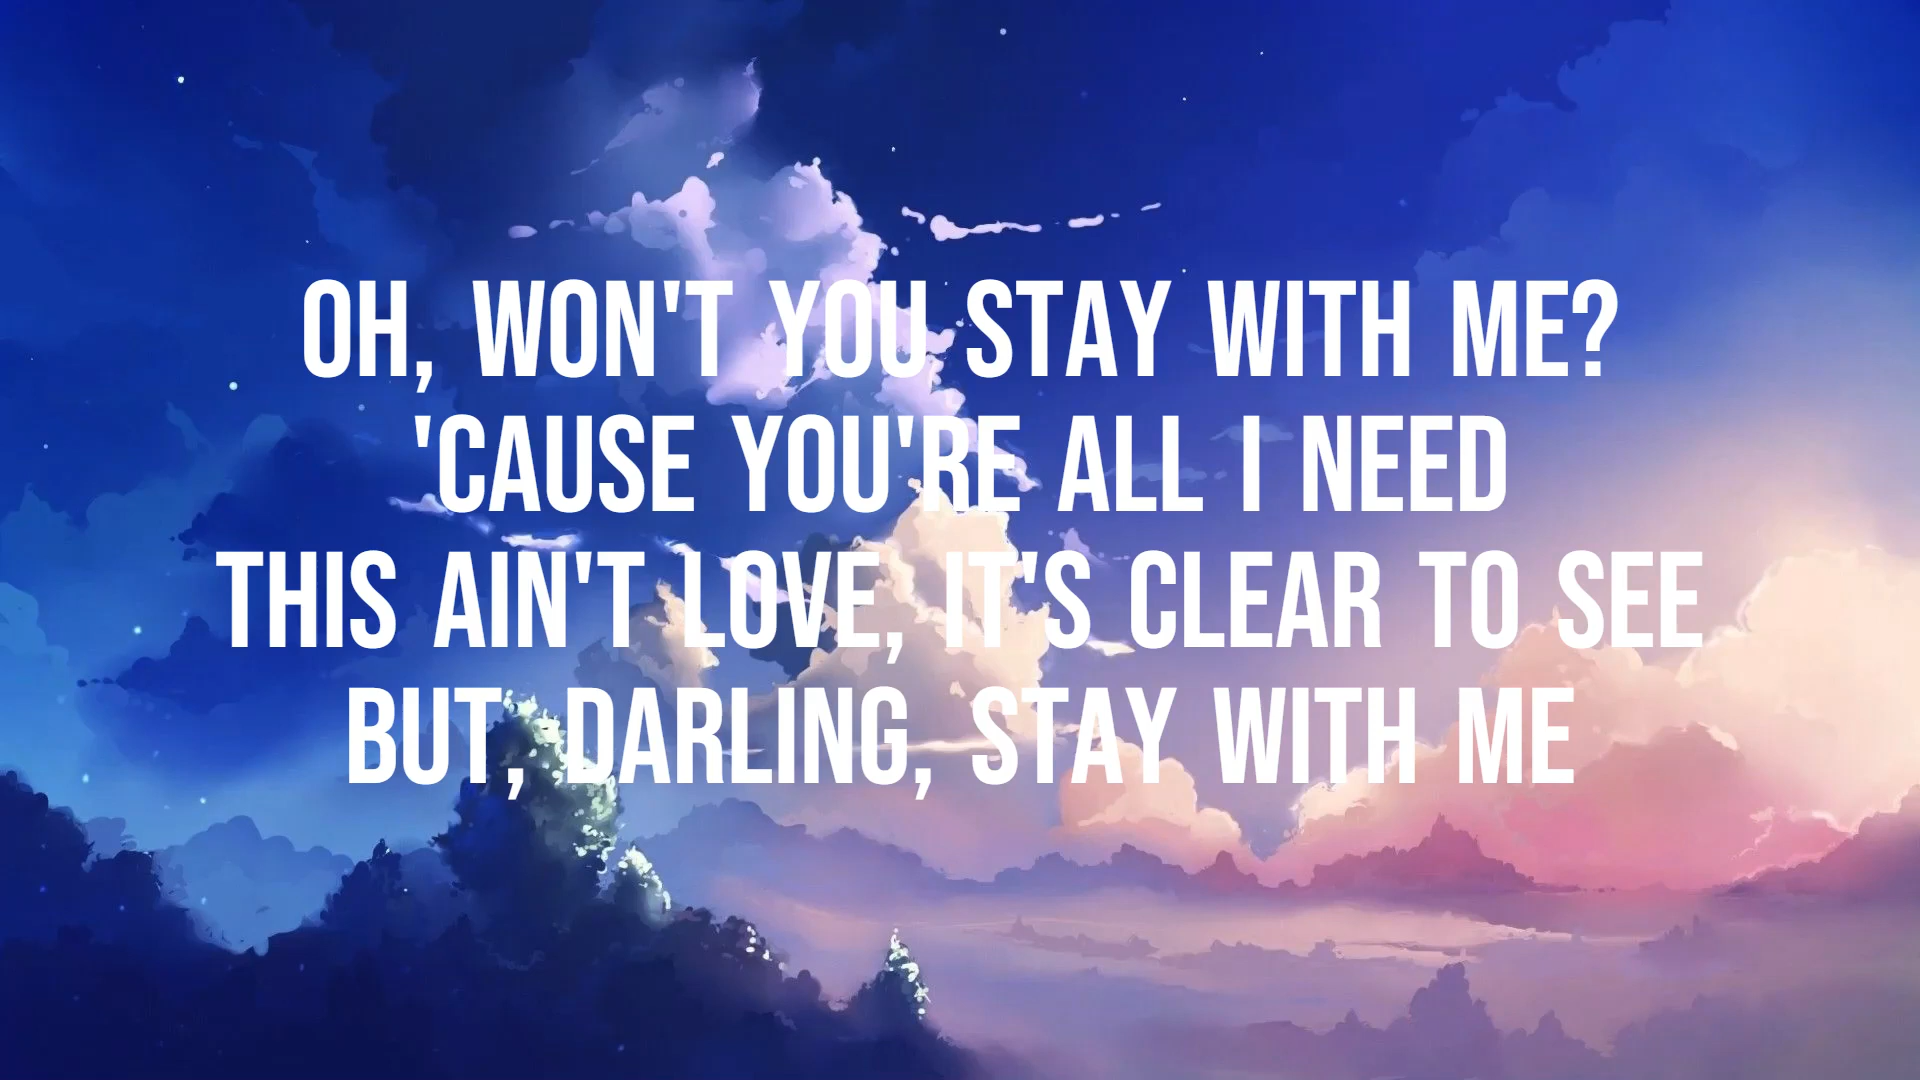 OH, WON'T YOU STAY WITH ME?
'CAUSE YOU'RE ALL I NEED
THIS AIN'T LOVE, IT'S CLEAR TO SEE
BUT, DARLING, STAY WITH ME